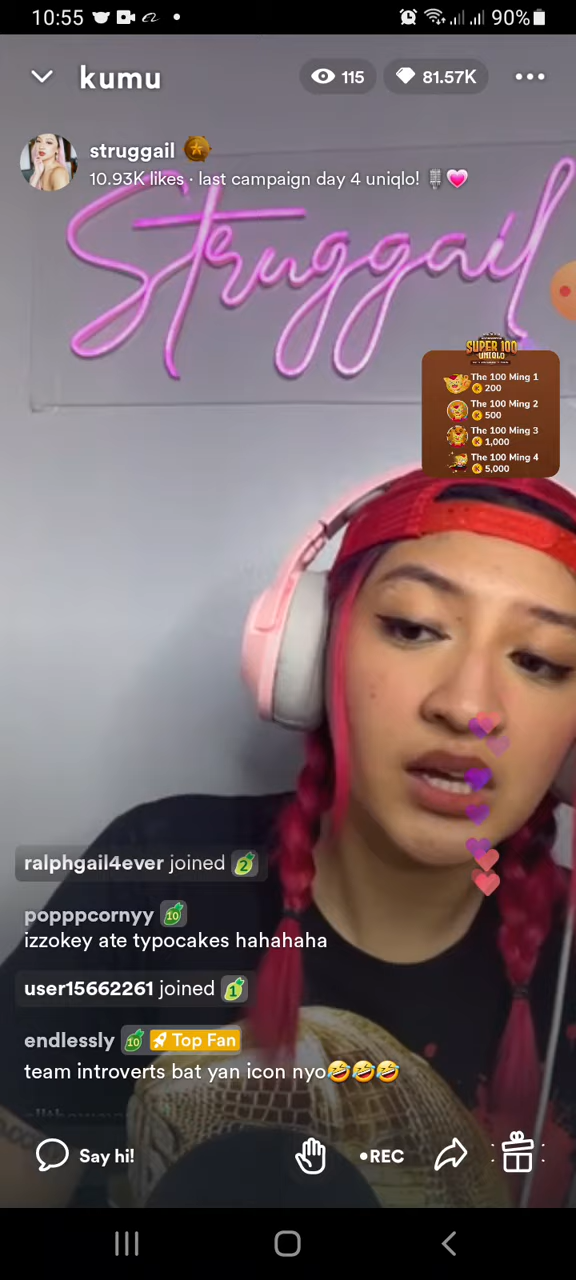 10:55
90%
kumu
115
81.57K
struggail
10.93K likes · last campaign day 4 uniqlo!
Struggail
SUPER 100
UNTOLD
The 100 Ming 1
200
The 100 Ming 2
500
The 100 Ming 3
1,000
The 100 Ming 4
5,000
ralphgail4ever joined 2
popppcornyy 10
izzokey ate typocakes hahahaha
user15662261 joined 1
endlessly 10 Top Fan
team introverts bat yan icon nyo🤣🤣🤣
Say hi!
•REC